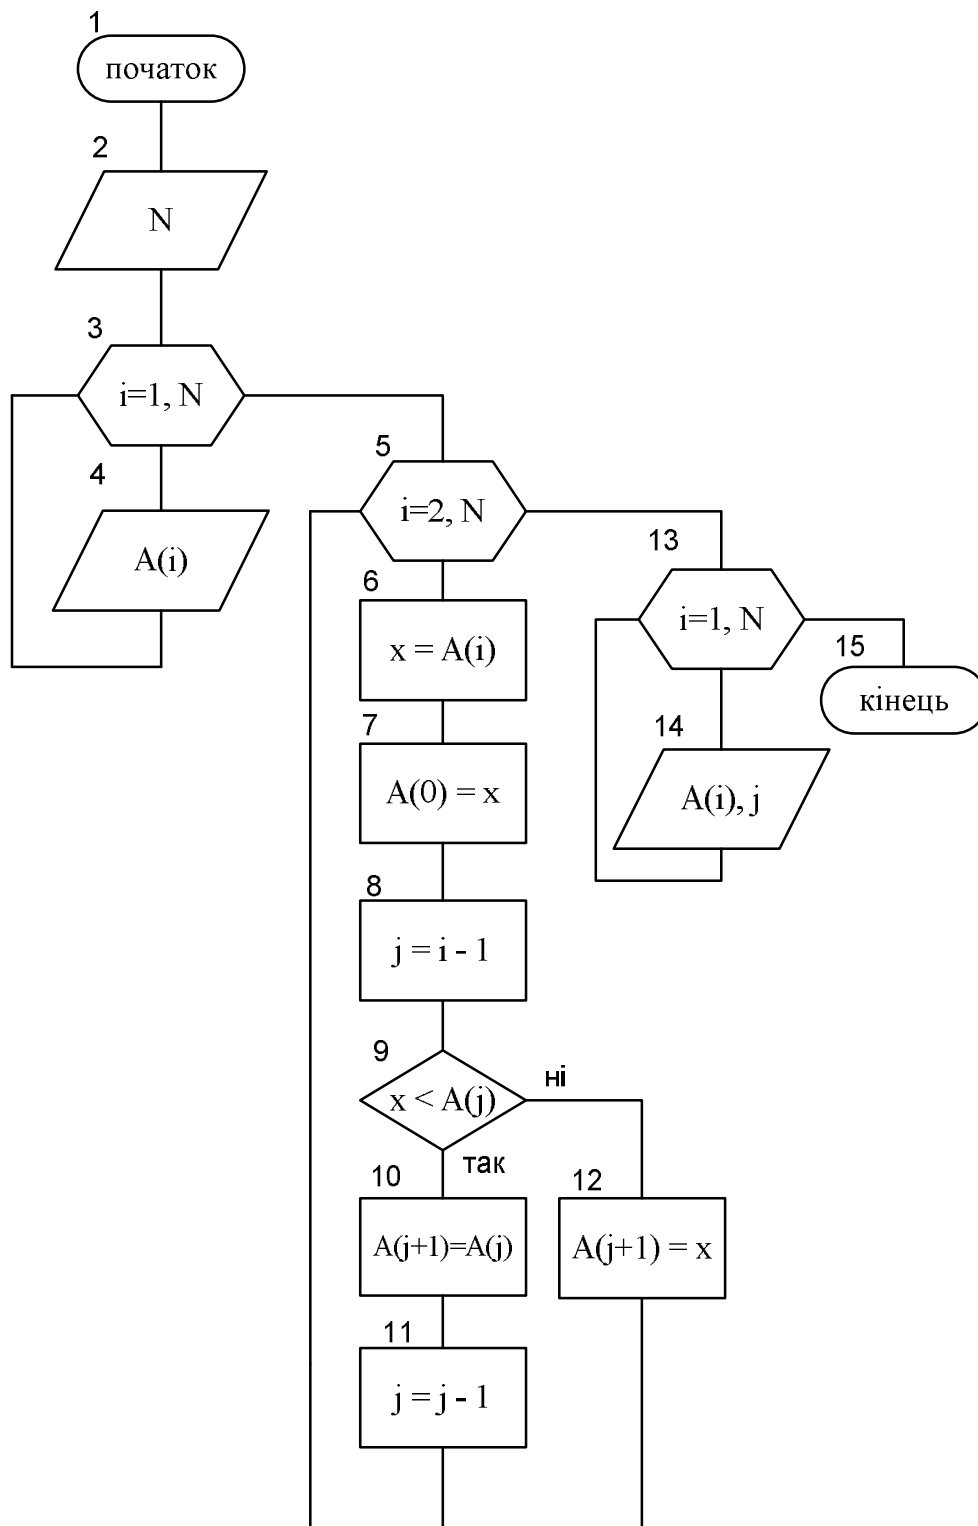 1
початок
2
N
3
i=1, N
4
A(i)
5
i=2, N
6
x = A(i)
7
A(0) = x
8
j = i - 1
9
x < A(j)
ні
так
10
A(j+1)=A(j)
11
j = j - 1
12
A(j+1) = x
13
i=1, N
14
A(i), j
15
кінець